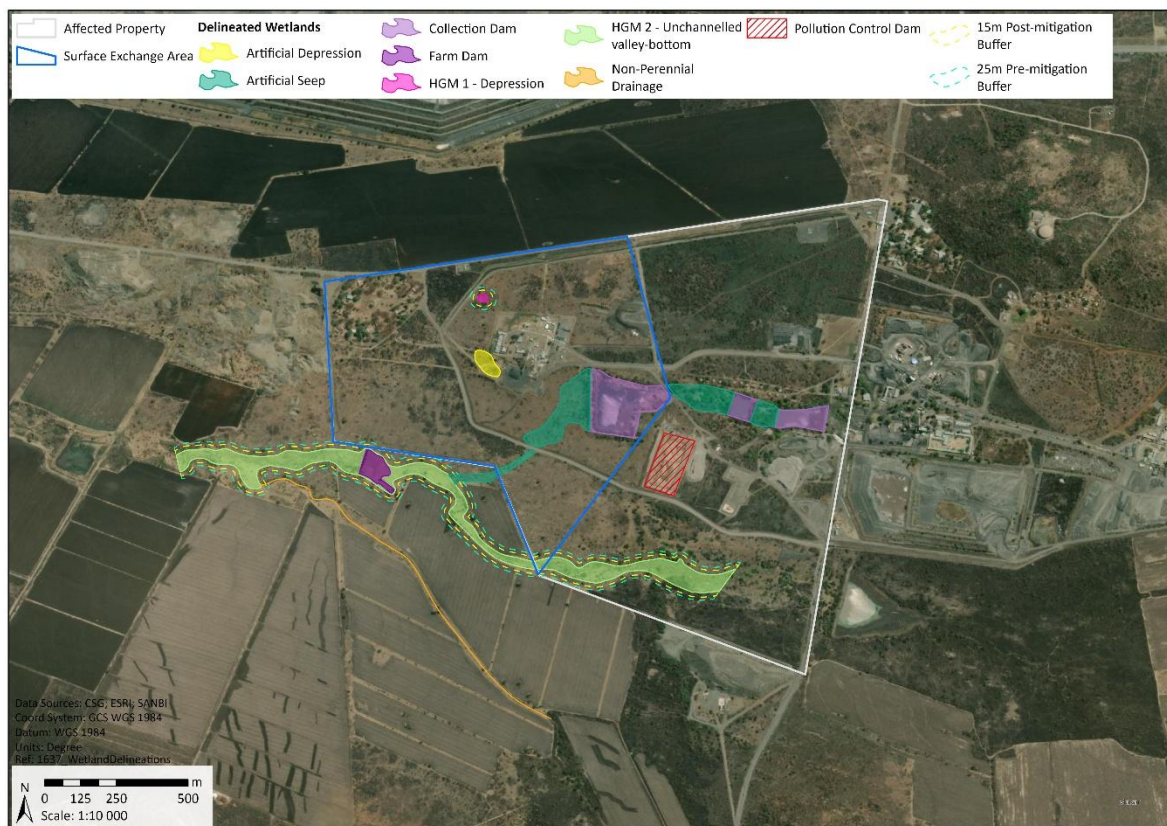 Affected Property
Surface Exchange Area
Delineated Wetlands
Artificial Depression
Artificial Seep
Collection Dam
Farm Dam
HGM 1 - Depression
HGM 2 - Unchannelled
valley-bottom
Non-Perennial
Drainage
Pollution Control Dam
15m Post-mitigation
Buffer
25m Pre-mitigation
Buffer
Data Sources: CSG, ESRI, SANBI
Coord System: GCS WGS 1984
Datum: WGS 1984
Units: Degree
Ref: 1637_WetlandDelineations
N
m
0 125 250 500
Scale: 1:10 000